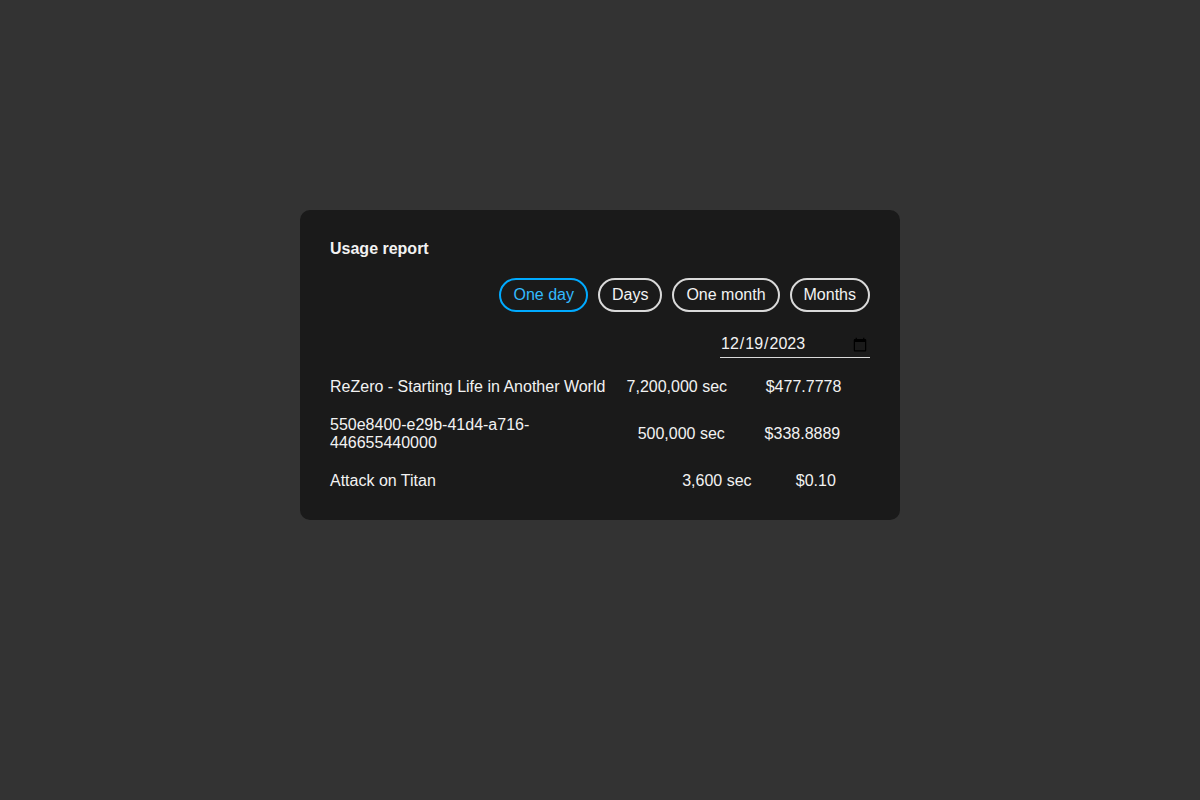 Usage report
One day Days One month Months
12/19/2023
ReZero - Starting Life in Another World 7,200,000 sec $477.7778
550e8400-e29b-41d4-a716-
446655440000 500,000 sec $338.8889
Attack on Titan 3,600 sec $0.10